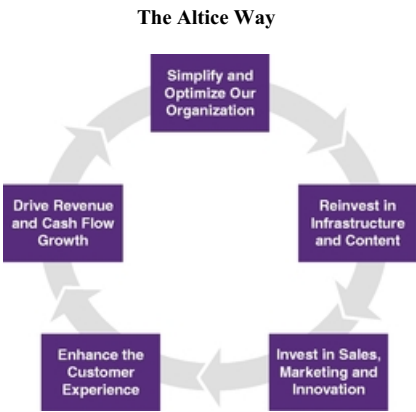 The Altice Way
Simplify and
Optimize Our
Organization
Reinvest in
Infrastructure
and Content
Invest in Sales,
Marketing and
Innovation
Enhance the
Customer
Experience
Drive Revenue
and Cash Flow
Growth